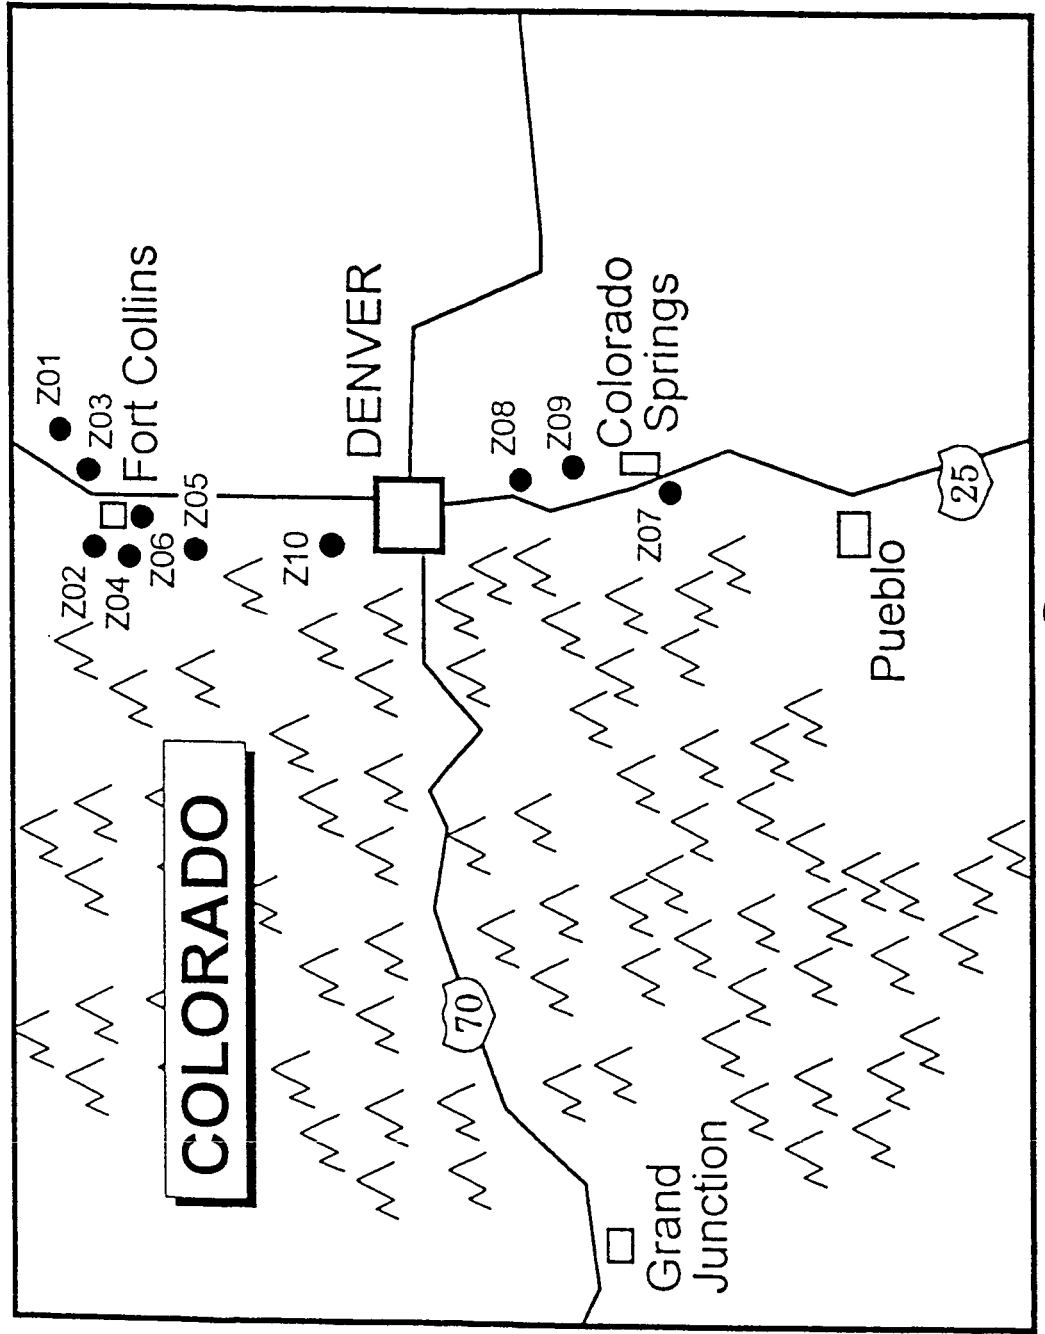 COLORADO
Z01
Z02
Z03
Z04
Fort Collins
Z06
Z05
Z10
DENVER
70
Z08
Z09
Colorado
Springs
Z07
Grand
Junction
Pueblo
25